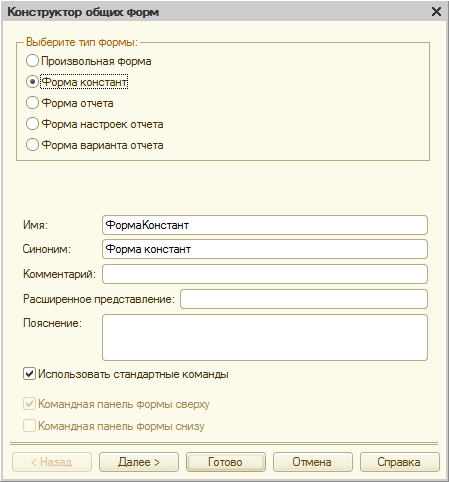 Конструктор общих форм
Выберите тип формы:
Произвольная форма
Форма констант
Форма отчета
Форма настроек отчета
Форма варианта отчета
Имя: ФормаКонстант
Синоним: Форма констант
Комментарий:
Расширенное представление:
Пояснение:
Использовать стандартные команды
Командная панель формы сверху
Командная панель формы снизу
< Назад Далее > Готово Отмена Справка